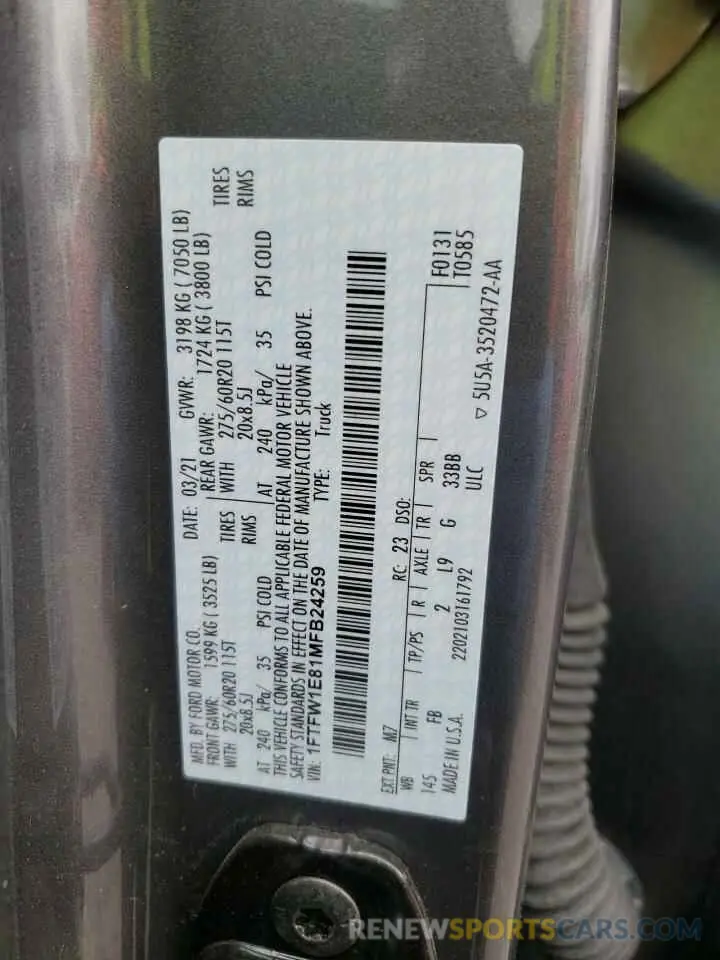 MFD. BY FORD MOTOR CO.
DATE: 03/21 GVWR: 3198 KG ( 7050 LB)
FRONT GAWR: 1599 KG ( 3525 LB) REAR GAWR: 1724 KG ( 3800 LB)
WITH 275/60R20 115T TIRES WITH 275/60R20 115T TIRES
20x8.5J RIMS 20x8.5J RIMS
AT 240 kPa/ 35 PSI COLD AT 240 kPa/ 35 PSI COLD
THIS VEHICLE CONFORMS TO ALL APPLICABLE FEDERAL MOTOR VEHICLE
SAFETY STANDARDS IN EFFECT ON THE DATE OF MANUFACTURE SHOWN ABOVE.
VIN: 1FTFW1E81MFB24259 TYPE: Truck
EXT PNT: M7 RC: 23 DSO:
WB INT TR TP/PS R AXLE TR SPR F0131
145 FB 2 L9 G 33BB T0585
MADE IN U.S.A. 2202103161792 ULC
▽ 5U5A-3520472-AA
RENEWSPORTSCARS.COM